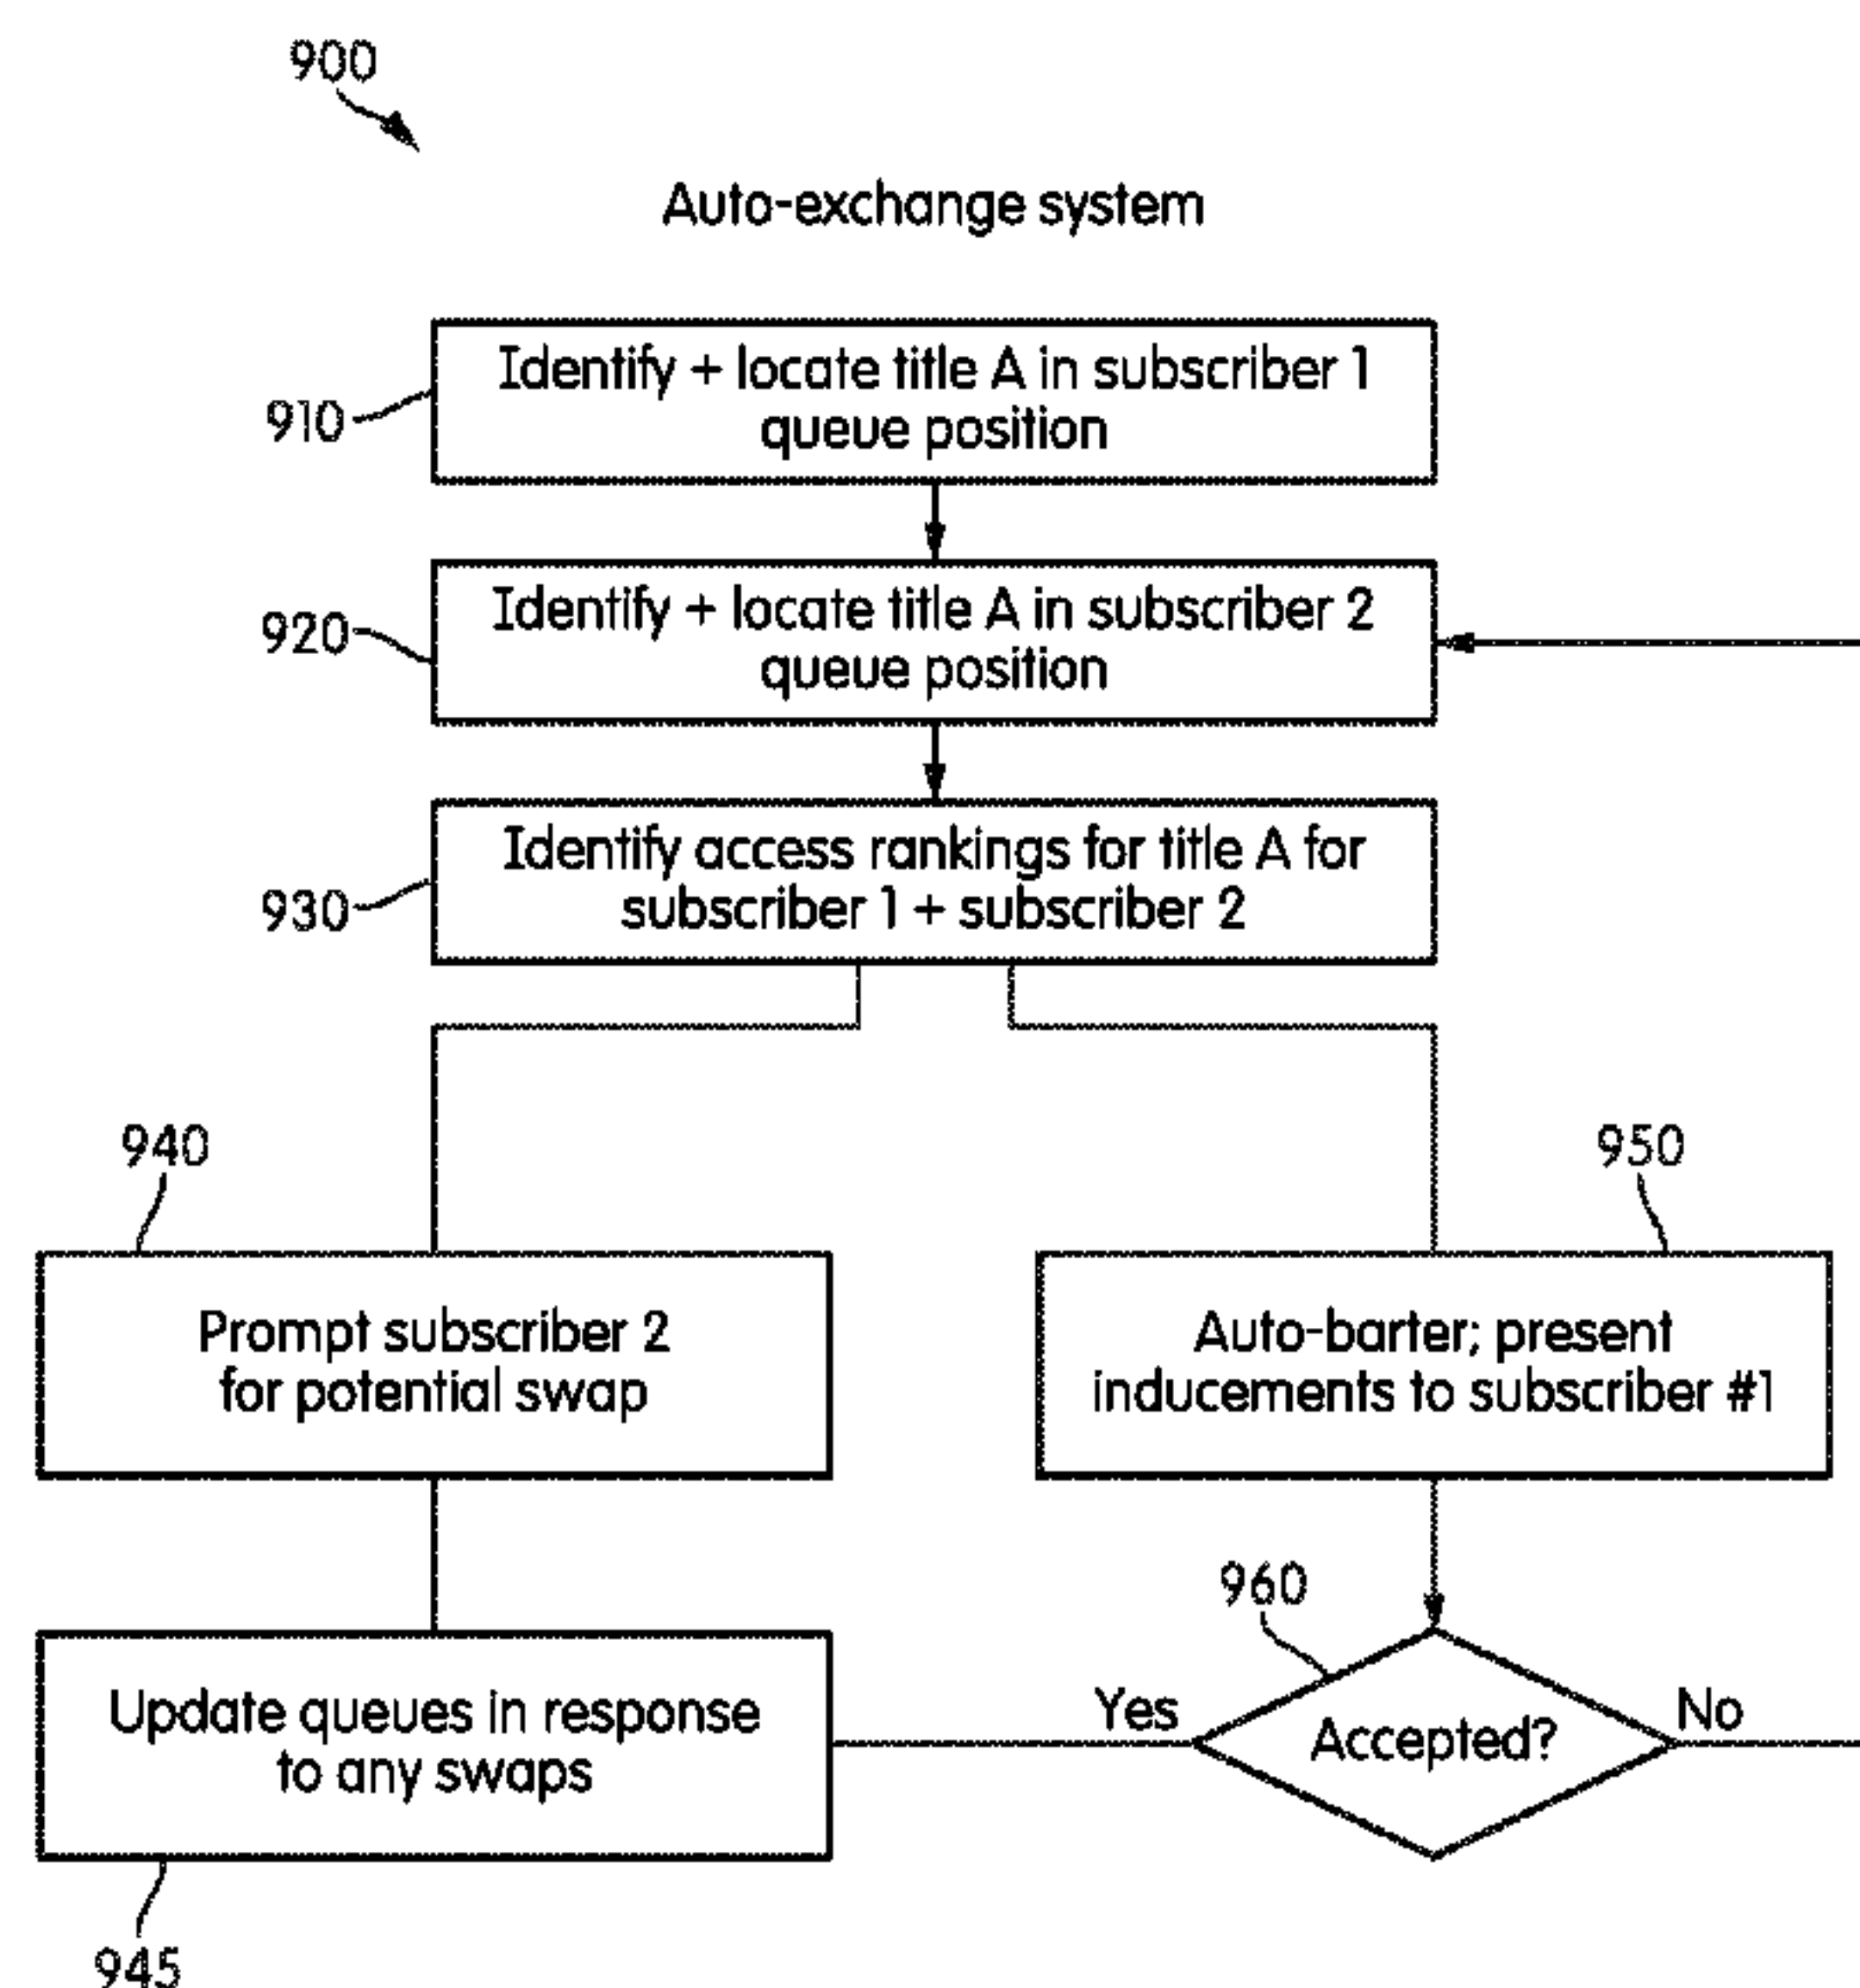 900
Auto-exchange system
Identify + locate title A in subscriber 1
queue position
910
Identify + locate title A in subscriber 2
queue position
920
Identify access rankings for title A for
subscriber 1 + subscriber 2
930
940
950
Prompt subscriber 2
for potential swap
Auto-barter; present
inducements to subscriber #1
960
Update queues in response
to any swaps
Yes
Accepted?
No
945